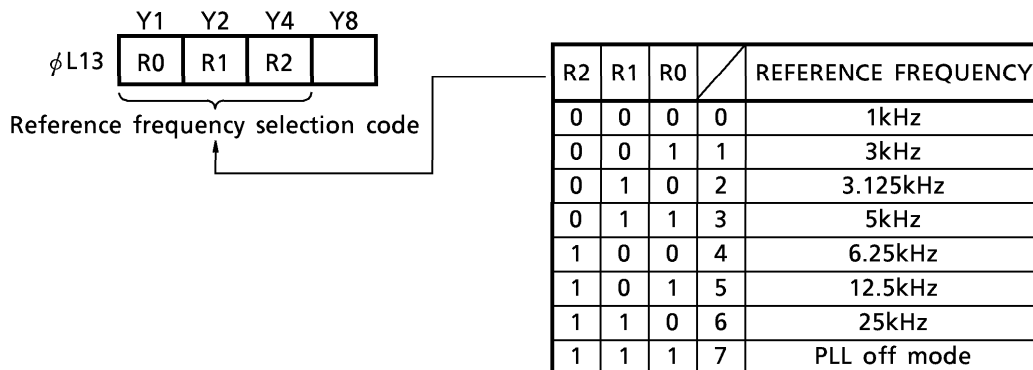 Y1 Y2 Y4 Y8
φL13 R0 R1 R2
Reference frequency selection code
R2 R1 R0 REFERENCE FREQUENCY
0 0 0 0 1kHz
0 0 1 1 3kHz
0 1 0 2 3.125kHz
0 1 1 3 5kHz
1 0 0 4 6.25kHz
1 0 1 5 12.5kHz
1 1 0 6 25kHz
1 1 1 7 PLL off mode